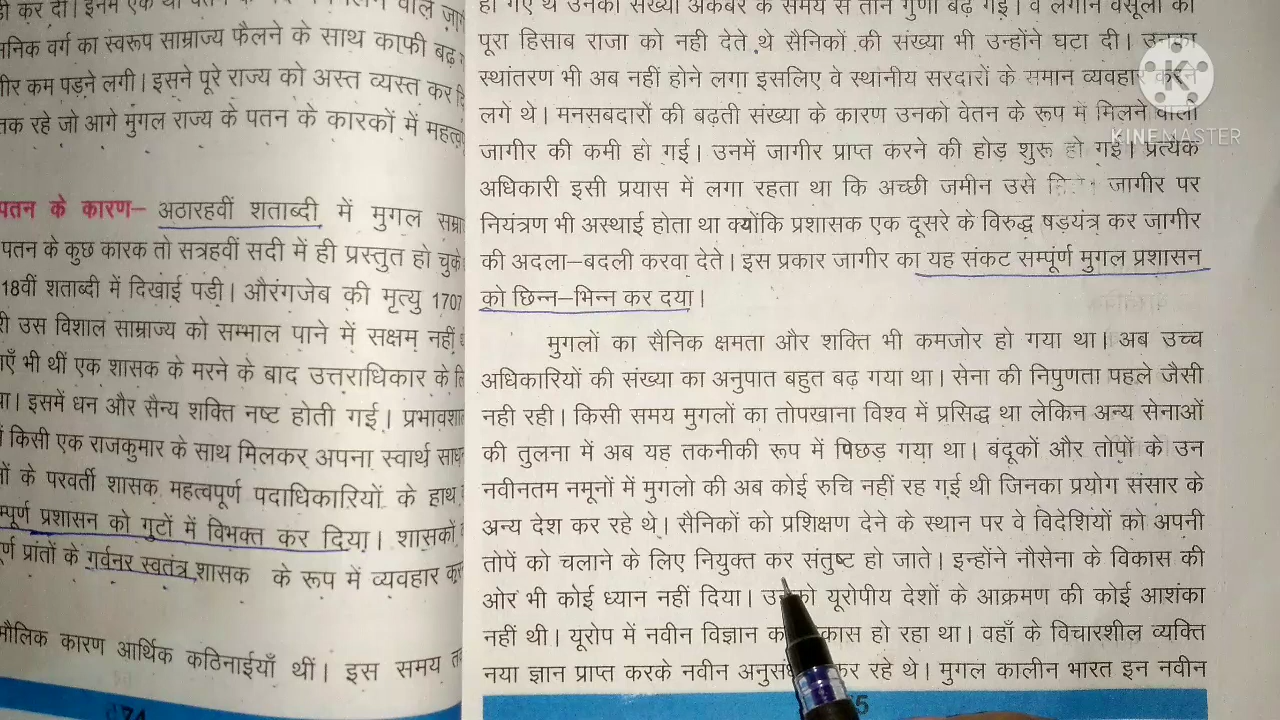 ही कर दी। इनमें एक था
सनिक वर्ग का स्वरूप साम्राज्य फैलने के साथ काफी बढ़
गीर कम पड़ने लगी। इसने पूरे राज्य को अस्त व्यस्त कर
तक रहे जो आगे मुगल राज्य के पतन के कारकों में महत्व
पतन के कारण– अठारहवीं शताब्दी में मुगल सम्रा
पतन के कुछ कारक तो सत्रहवीं सदी में ही प्रस्तुत हो चुके
18वीं शताब्दी में दिखाई पड़ी। औरंगजेब की मृत्यु 1707
री उस विशाल साम्राज्य को सम्भाल पाने में सक्षम नहीं
एँ भी थीं एक शासक के मरने के बाद उत्तराधिकार के लि
ा। इसमें धन और सैन्य शक्ति नष्ट होती गई। प्रभावशा
किसी एक राजकुमार के साथ मिलकर अपना स्वार्थ साध
ों के परवर्ती शासक महत्वपूर्ण पदाधिकारियों के हाथ
म्पूर्ण प्रशासन को गुटों में विभक्त कर दिया। शासकों
र्ण प्रांतों के गर्वनर स्वतंत्र शासक के रूप में व्यवहार कर
मौलिक कारण आर्थिक कठिनाईयाँ थीं। इस समय त
74
हो गए थे उनकी संख्या अकबर के समय से तीन गुणी बढ़ गई। वे लगान वसूली का
पूरा हिसाब राजा को नही देते थे सैनिकों की संख्या भी उन्होंने घटा दी। उनका
स्थांतरण भी अब नहीं होने लगा इसलिए वे स्थानीय सरदारों के समान व्यवहार करने
लगे थे। मनसबदारों की बढ़ती संख्या के कारण उनको वेतन के रूप में मिलने वाली
जागीर की कमी हो गई। उनमें जागीर प्राप्त करने की होड़ शुरू हो गई। प्रत्येक
अधिकारी इसी प्रयास में लगा रहता था कि अच्छी जमीन उसे जागीर पर
नियंत्रण भी अस्थाई होता था क्योंकि प्रशासक एक दूसरे के विरुद्ध षड़यंत्र कर जागीर
की अदला–बदली करवा देते। इस प्रकार जागीर का यह संकट सम्पूर्ण मुगल प्रशासन
को छिन्न–भिन्न कर दया।
मुगलों का सैनिक क्षमता और शक्ति भी कमजोर हो गया था। अब उच्च
अधिकारियों की संख्या का अनुपात बहुत बढ़ गया था। सेना की निपुणता पहले जैसी
नही रही। किसी समय मुगलों का तोपखाना विश्व में प्रसिद्ध था लेकिन अन्य सेनाओं
की तुलना में अब यह तकनीकी रूप में पिछड़ गया था। बंदूकों और तोपों के उन
नवीनतम नमूनों में मुगलो की अब कोई रुचि नहीं रह गई थी जिनका प्रयोग संसार के
अन्य देश कर रहे थे। सैनिकों को प्रशिक्षण देने के स्थान पर वे विदेशियों को अपनी
तोपें को चलाने के लिए नियुक्त कर संतुष्ट हो जाते। इन्होंने नौसेना के विकास की
ओर भी कोई ध्यान नहीं दिया। उनको यूरोपीय देशों के आक्रमण की कोई आशंका
नहीं थी। यूरोप में नवीन विज्ञान का विकास हो रहा था। वहाँ के विचारशील व्यक्ति
नया ज्ञान प्राप्त करके नवीन कर रहे थे। मुगल कालीन भारत इन नवीन
K
KINEMASTER